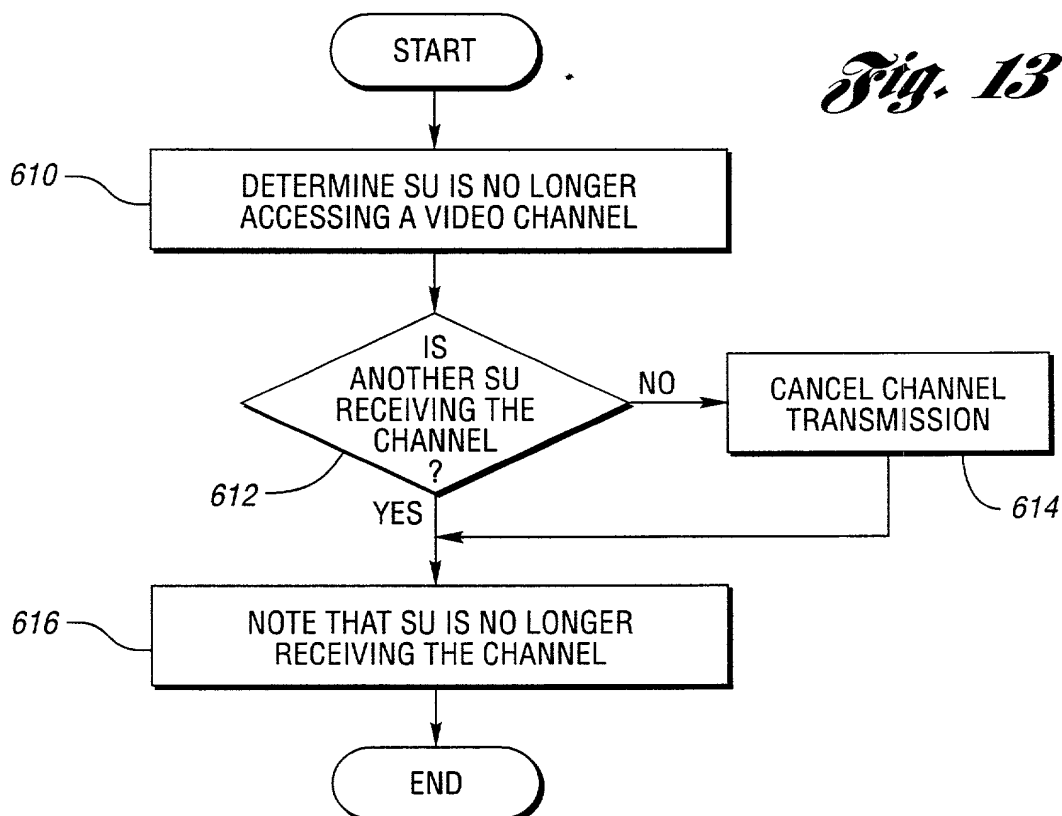 START
Fig. 13
610
DETERMINE SU IS NO LONGER
ACCESSING A VIDEO CHANNEL
IS
ANOTHER SU
RECEIVING THE
CHANNEL
?
NO
CANCEL CHANNEL
TRANSMISSION
612
YES
614
616
NOTE THAT SU IS NO LONGER
RECEIVING THE CHANNEL
END